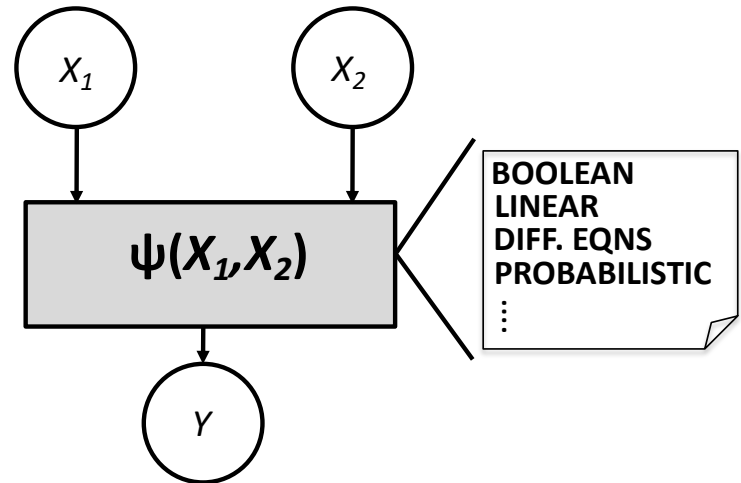 X₁
X₂
ψ(X₁,X₂)
BOOLEAN
LINEAR
DIFF. EQNS
PROBABILISTIC
⋮
Y